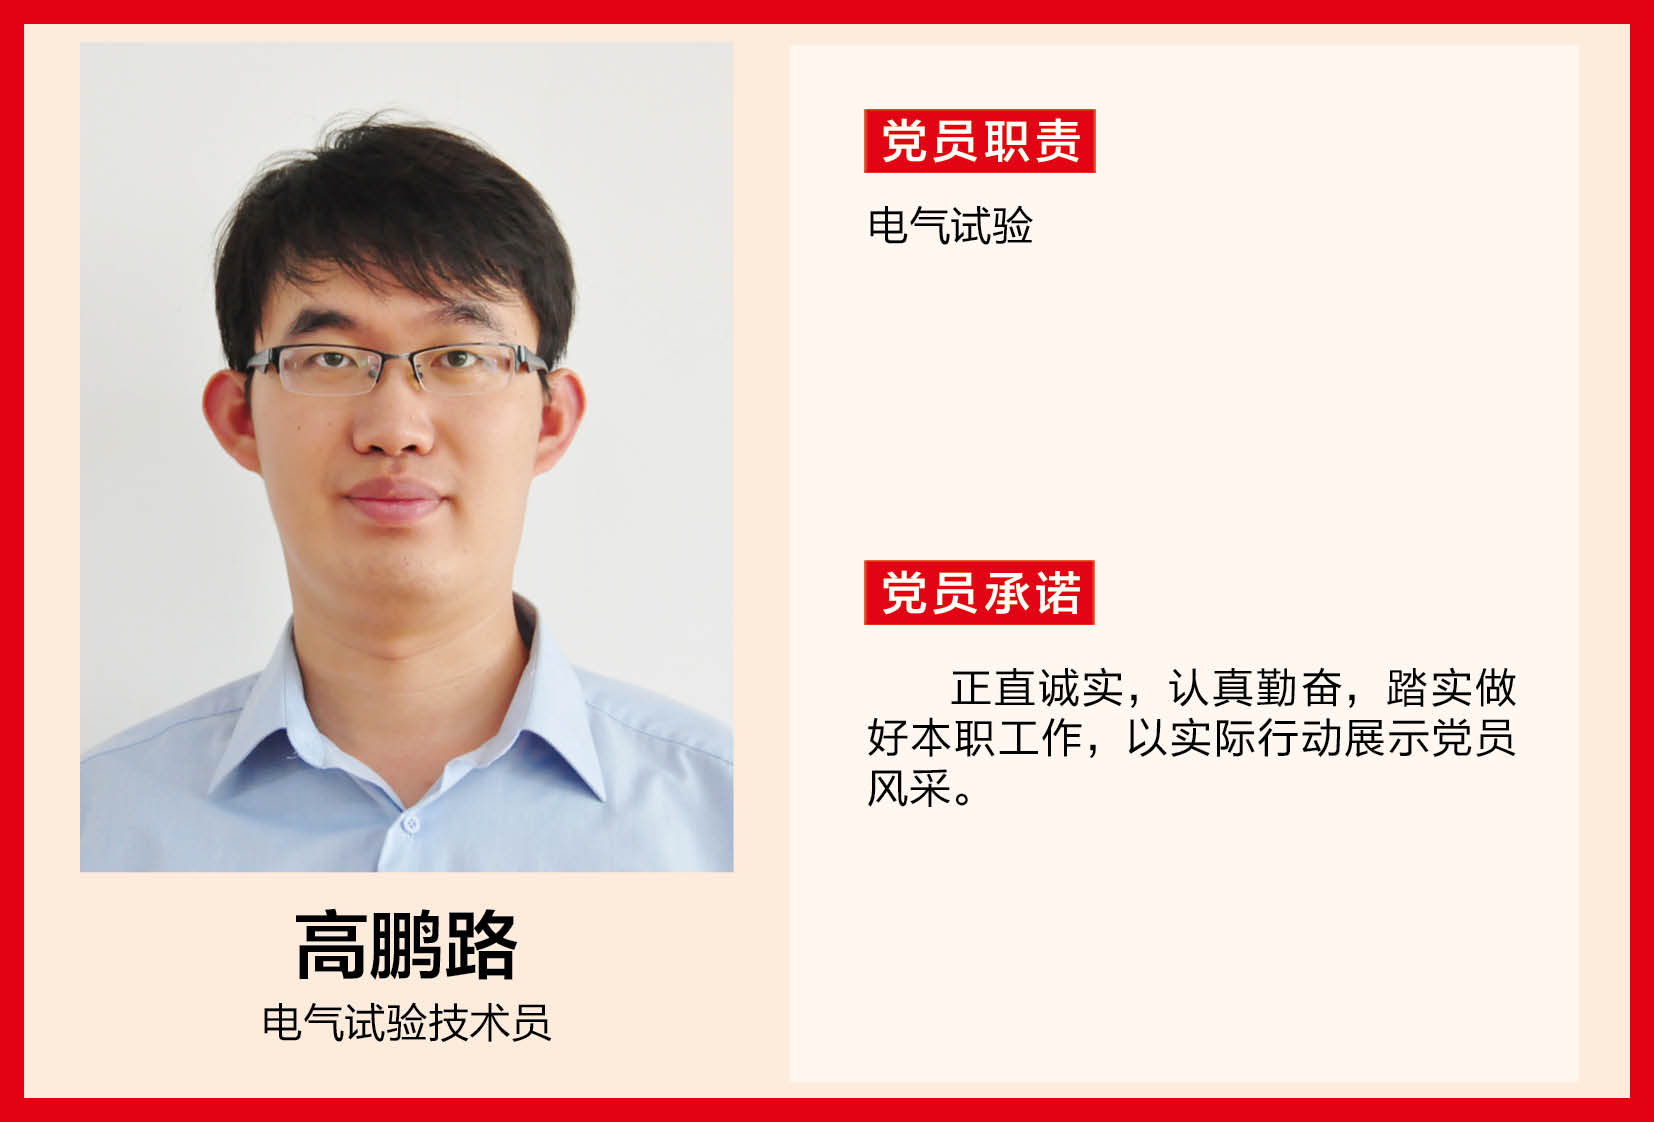 高鹏路
电气试验技术员
党员职责
电气试验
党员承诺
正直诚实，认真勤奋，踏实做
好本职工作，以实际行动展示党员
风采。